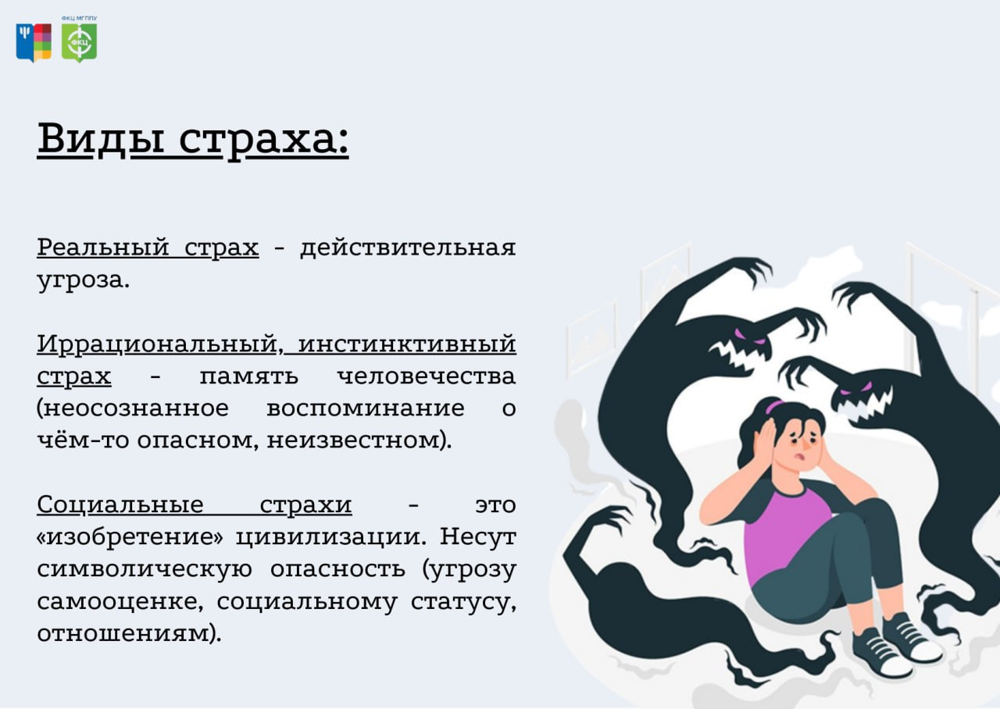 ФКЦ МГППУ
ФКЦ
Виды страха:
Реальный страх - действительная
угроза.
Иррациональный, инстинктивный
страх - память человечества
(неосознанное воспоминание о
чём-то опасном, неизвестном).
Социальные страхи - это
«изобретение» цивилизации. Несут
символическую опасность (угрозу
самооценке, социальному статусу,
отношениям).